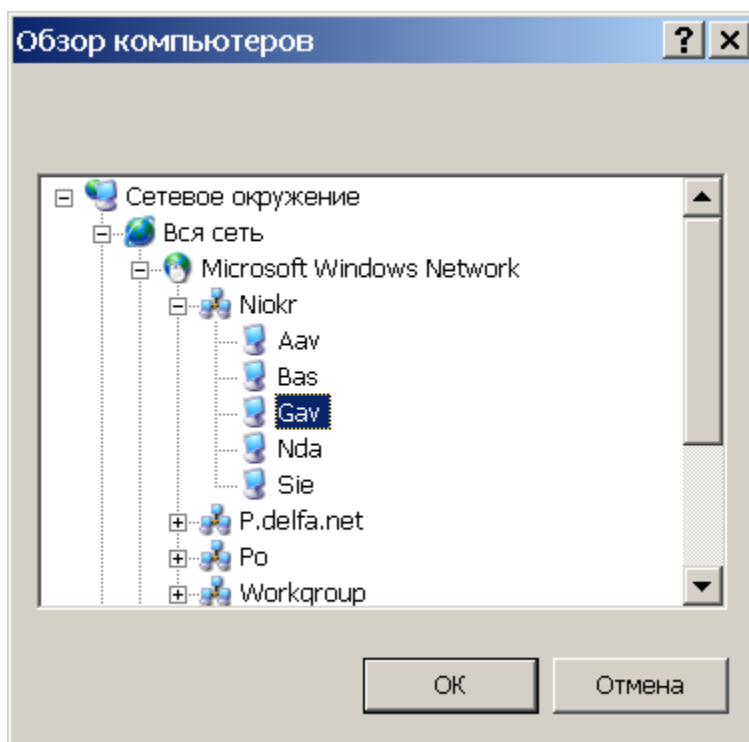 Обзор компьютеров
Сетевое окружение
Вся сеть
Microsoft Windows Network
Niokr
Aav
Bas
Gav
Nda
Sie
P.delfa.net
Po
Workgroup
ОК
Отмена